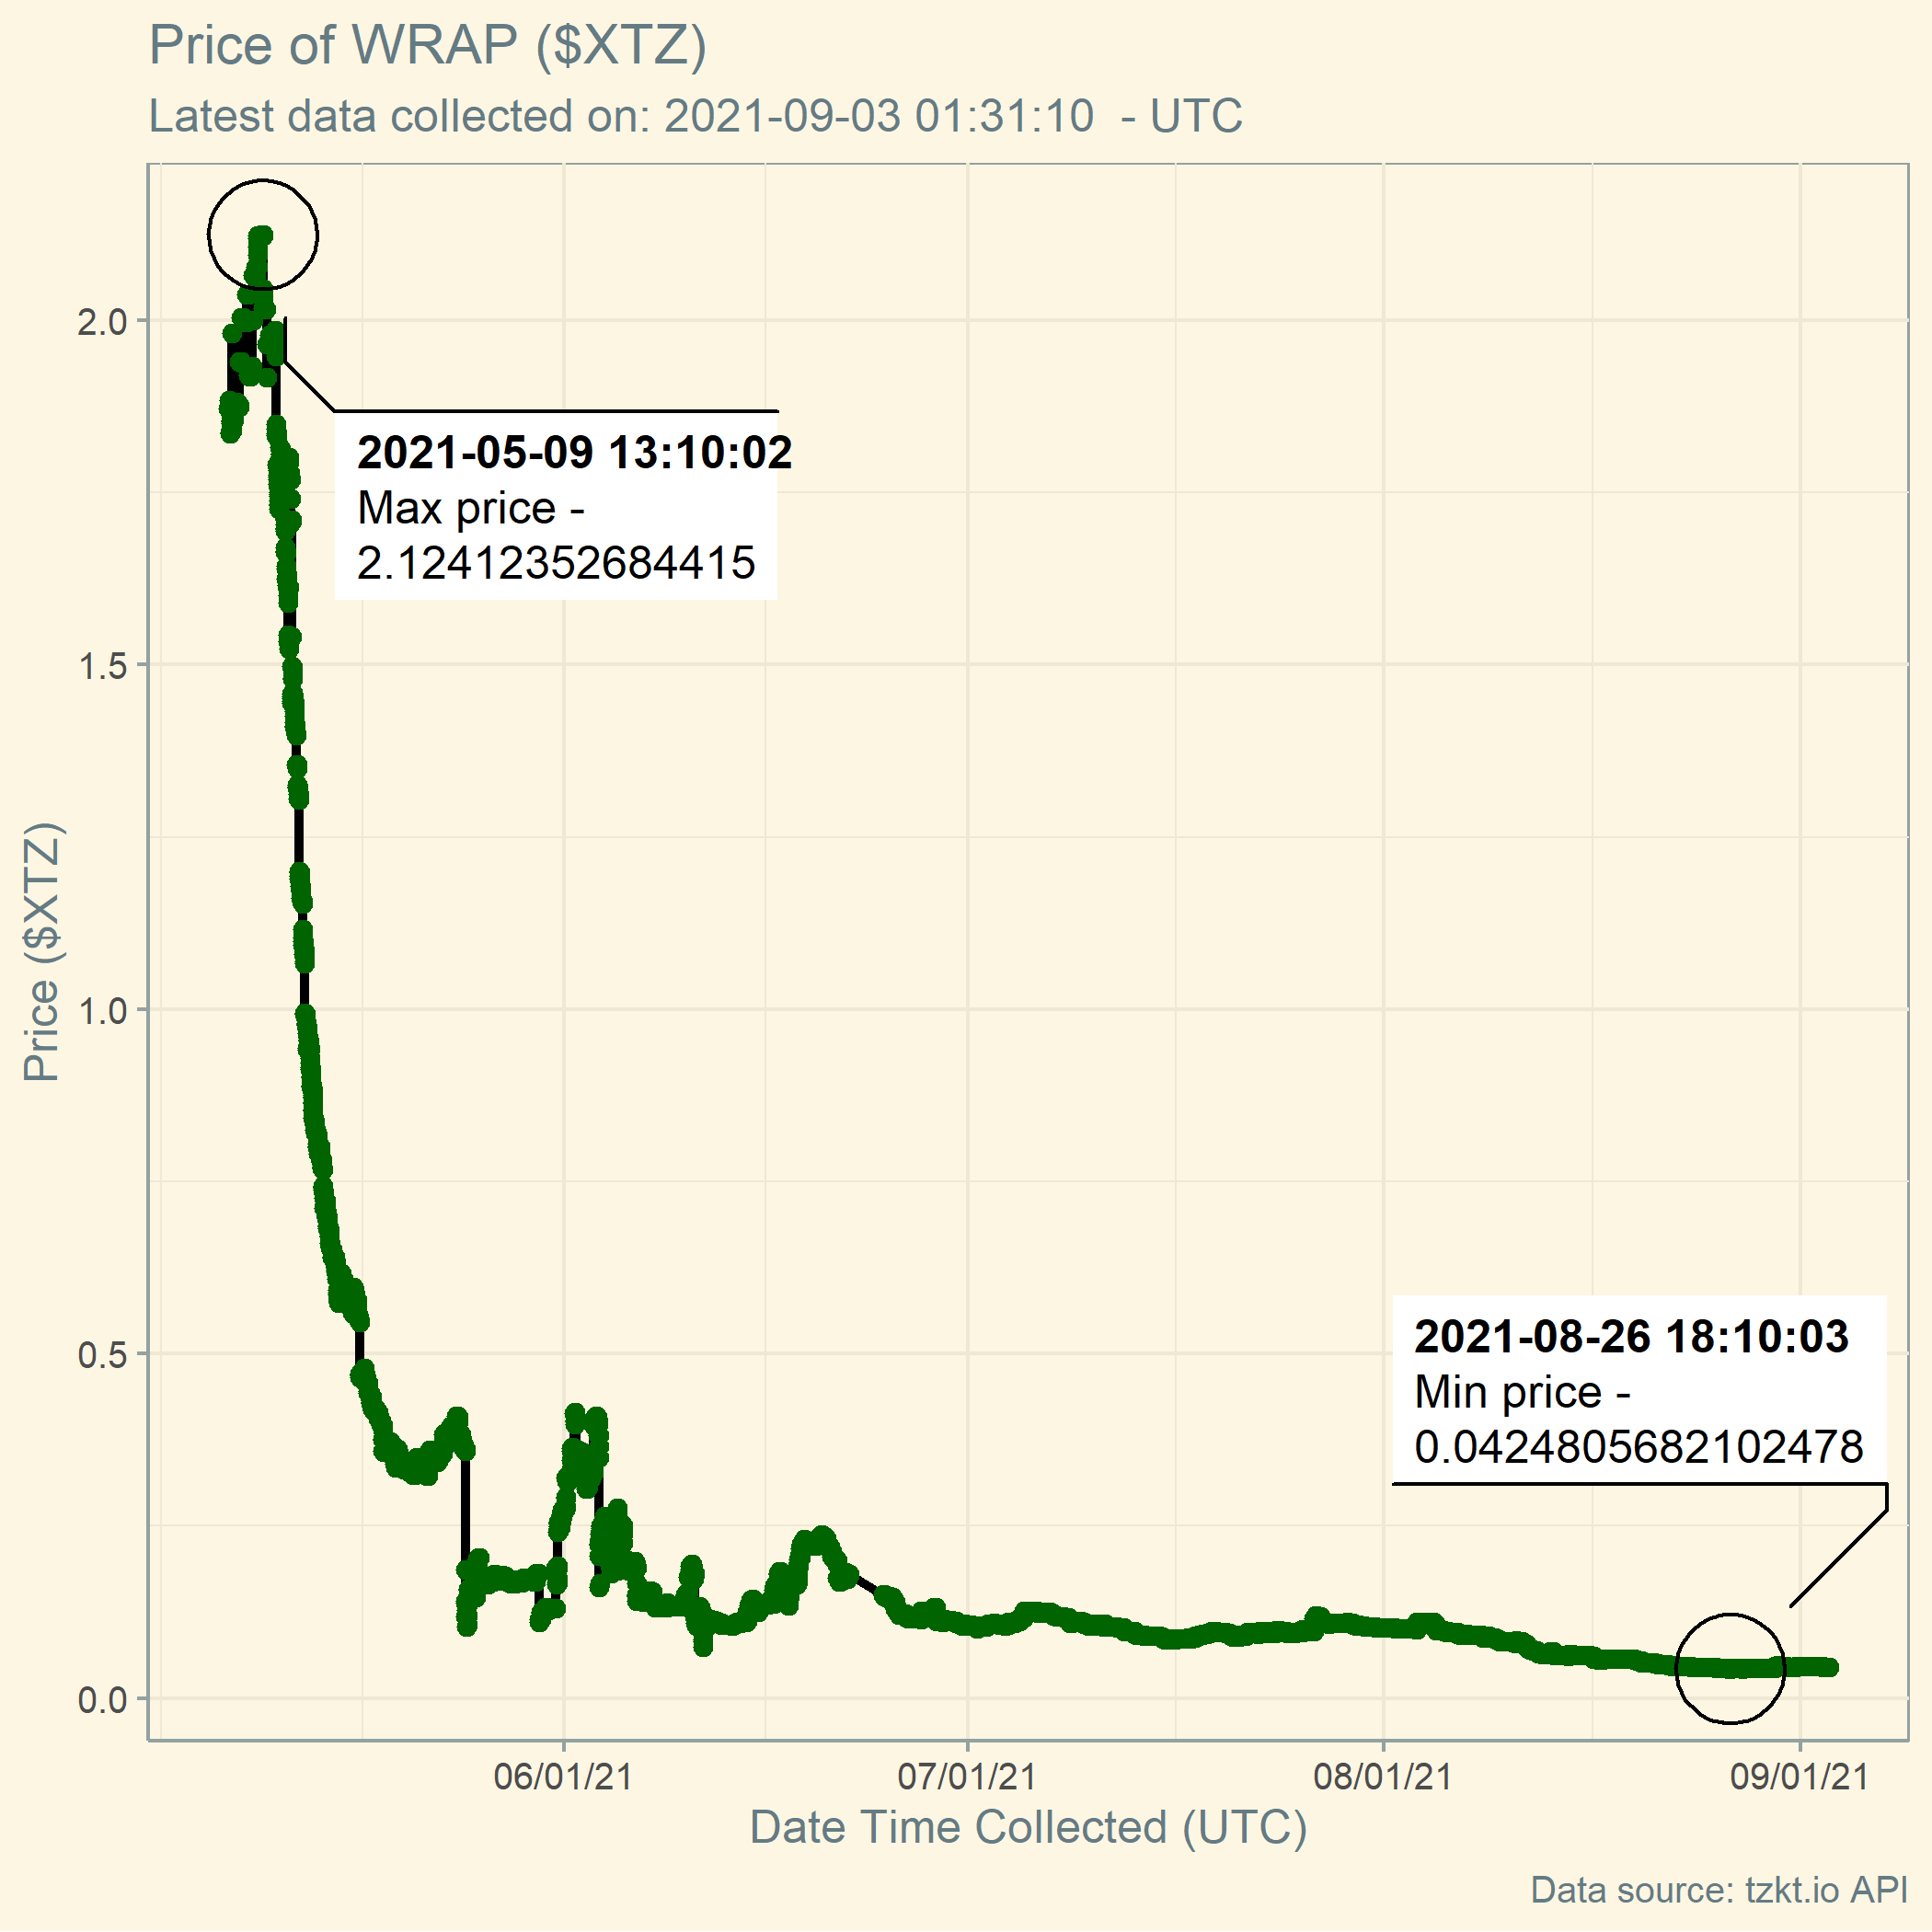 Price of WRAP ($XTZ)
Latest data collected on: 2021-09-03 01:31:10  - UTC
Price ($XTZ)
2.0
1.5
1.0
0.5
0.0
2021-05-09 13:10:02
Max price -
2.12412352684415
2021-08-26 18:10:03
Min price -
0.0424805682102478
06/01/21
07/01/21
08/01/21
09/01/21
Date Time Collected (UTC)
Data source: tzkt.io API